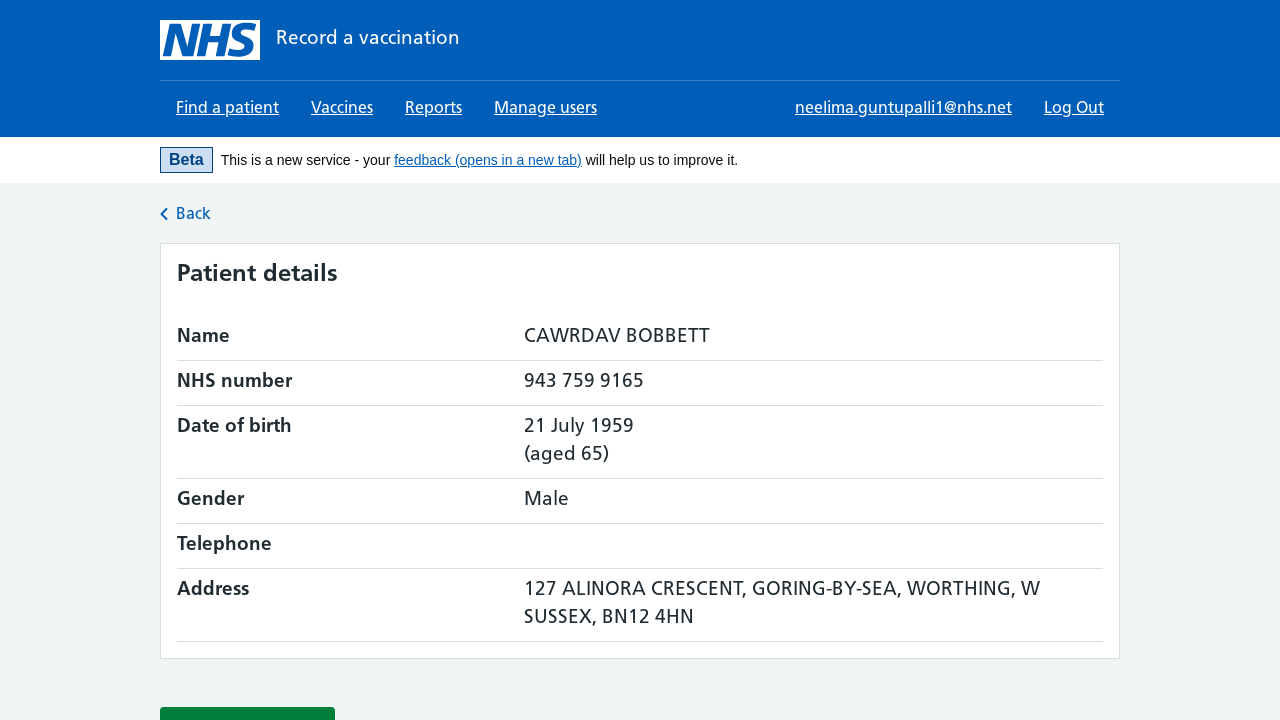 NHS Record a vaccination
Find a patient Vaccines Reports Manage users neelima.guntupalli1@nhs.net Log Out
Beta This is a new service - your feedback (opens in a new tab) will help us to improve it.
Back
Patient details
Name CAWRDAV BOBBETT
NHS number 943 759 9165
Date of birth 21 July 1959
(aged 65)
Gender Male
Telephone
Address 127 ALINORA CRESCENT, GORING-BY-SEA, WORTHING, W
SUSSEX, BN12 4HN